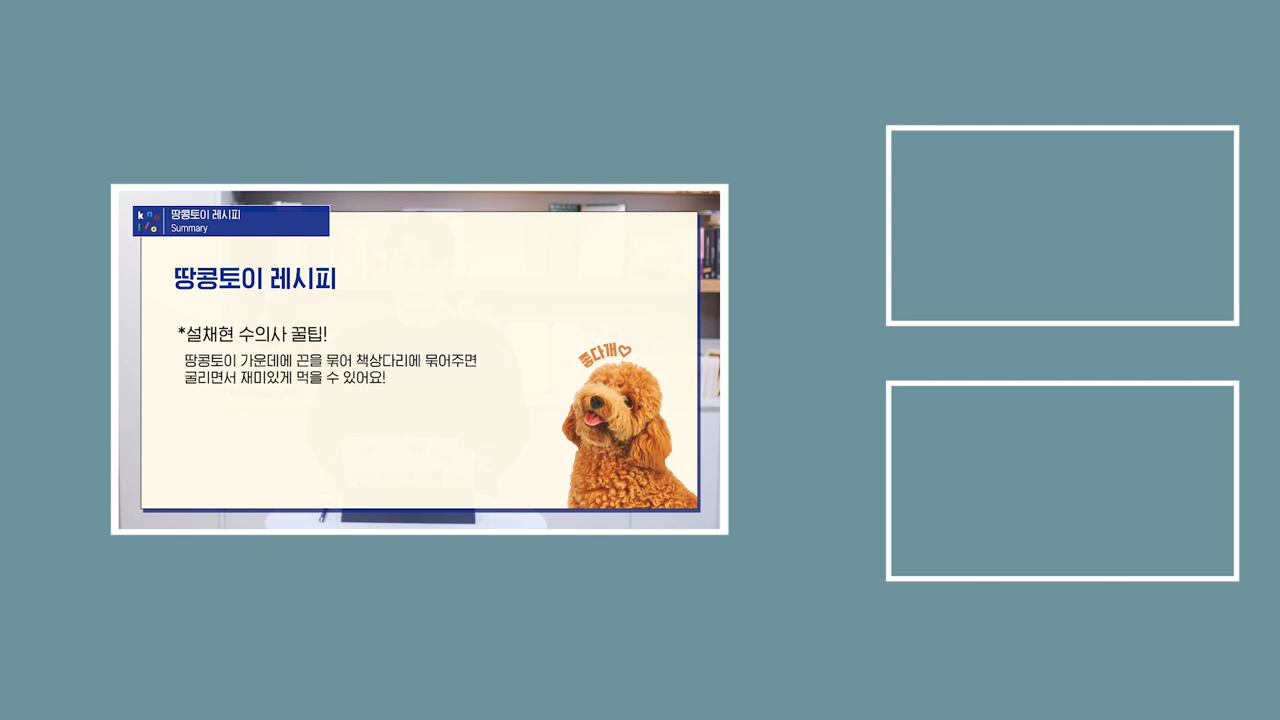 knollo
땅콩토이 레시피
Summary
땅콩토이 레시피
*설채현 수의사 꿀팁!
땅콩토이 가운데에 끈을 묶어 책상다리에 묶어주면
굴리면서 재미있게 먹을 수 있어요!
좋다개♡